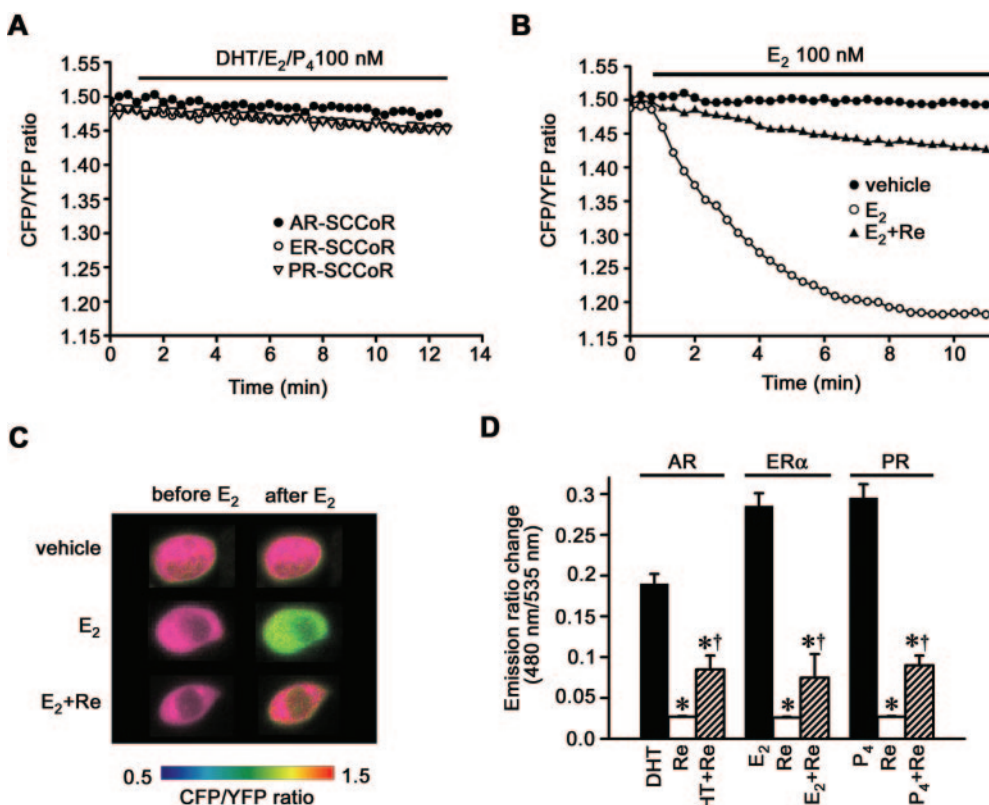 A
DHT/E₂/P₄100 nM
1.55
1.50
1.45
1.40
1.35
1.30
1.25
1.20
1.15
CFP/YFP ratio
AR-SCCoR
ER-SCCoR
PR-SCCoR
0 2 4 6 8 10 12 14
Time (min)
B
E₂ 100 nM
1.55
1.50
1.45
1.40
1.35
1.30
1.25
1.20
1.15
CFP/YFP ratio
vehicle
E₂
E₂+Re
0 2 4 6 8 10
Time (min)
C
before E₂ after E₂
vehicle
E₂
E₂+Re
0.5 1.5
CFP/YFP ratio
D
AR ERα PR
0.3
0.2
0.1
0.05
0.0
Emission ratio change
(480 nm/535 nm)
* *† * *† * *†
DHT
Re
HT+Re
E₂
Re
E₂+Re
P₄
Re
P₄+Re